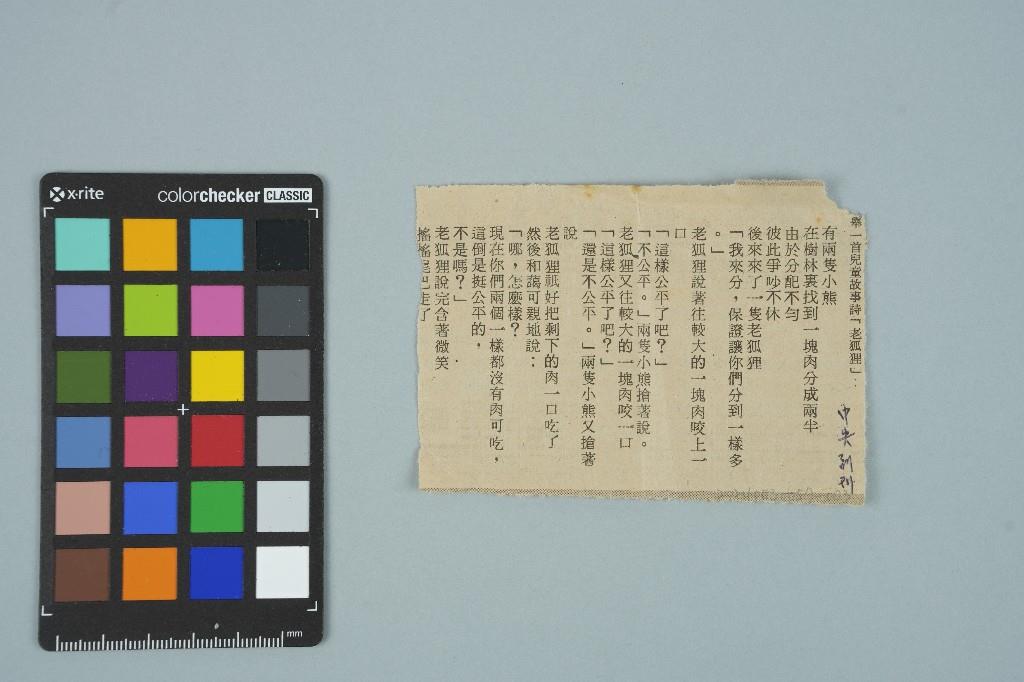 x·rite
colorchecker CLASSIC
mm
舉一首兒童故事詩「老狐狸」：
有兩隻小熊
在樹林裏找到一塊肉分成兩半
由於分配不勻
彼此爭吵不休
後來來了一隻老狐狸
「我來分，保證讓你們分到一樣多
。」
老狐狸說著往較大的一塊肉咬上一
口
「這樣公平了吧？」
「不公平。」兩隻小熊搶著說。
老狐狸又往較大的一塊肉咬一口
「這樣公平了吧？」
「還是不公平。」兩隻小熊又搶著
說
老狐狸祇好把剩下的肉一口吃了
然後和藹可親地說：
「哪，怎麼樣？
現在你們兩個一樣都沒有肉可吃，
這倒是挺公平的，
不是嗎？」
老狐狸說完含著微笑
搖搖尾巴走了
中央副刊